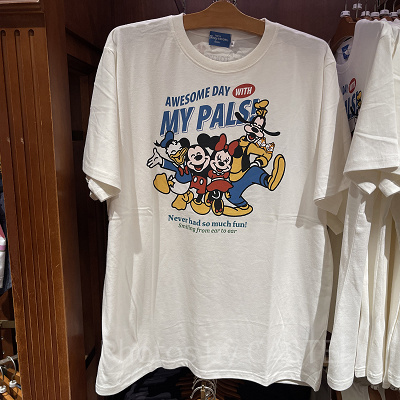 AWESOME DAY WITH
MY PALS
Never had so much fun!
Smiling from ear to ear